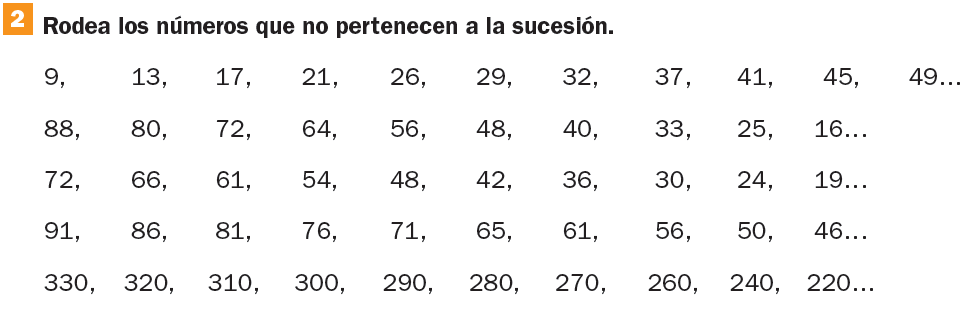 2 Rodea los números que no pertenecen a la sucesión.
9, 13, 17, 21, 26, 29, 32, 37, 41, 45, 49...
88, 80, 72, 64, 56, 48, 40, 33, 25, 16...
72, 66, 61, 54, 48, 42, 36, 30, 24, 19...
91, 86, 81, 76, 71, 65, 61, 56, 50, 46...
330, 320, 310, 300, 290, 280, 270, 260, 240, 220...